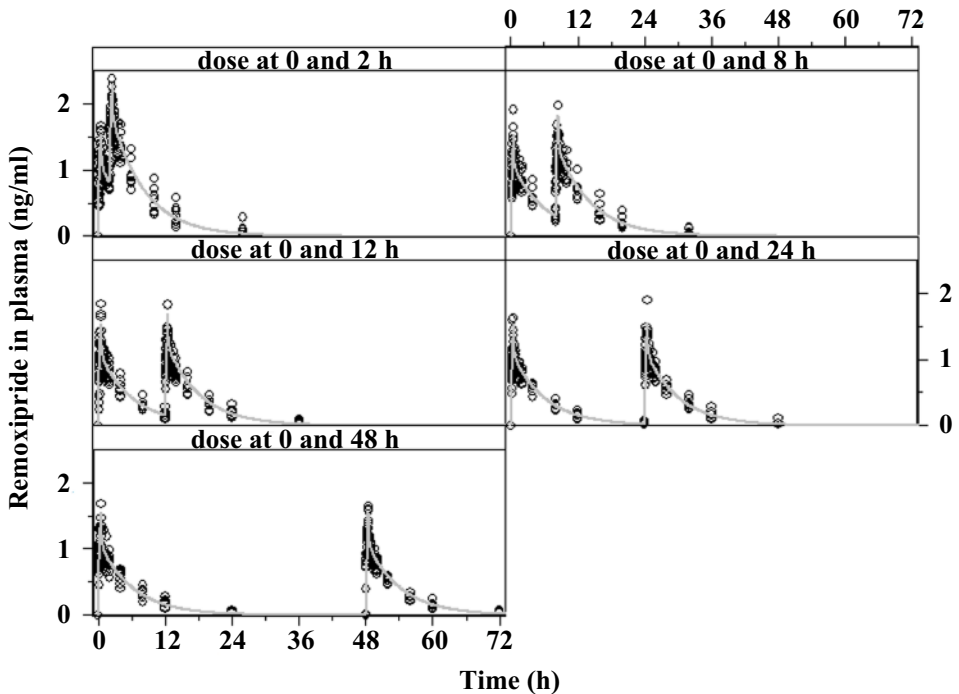 0 12 24 36 48 60 72
dose at 0 and 2 h
dose at 0 and 8 h
2
1
0
dose at 0 and 12 h
dose at 0 and 24 h
2
1
0
dose at 0 and 48 h
2
1
0
0 12 24 36 48 60 72
Time (h)
Remoxipride in plasma (ng/ml)